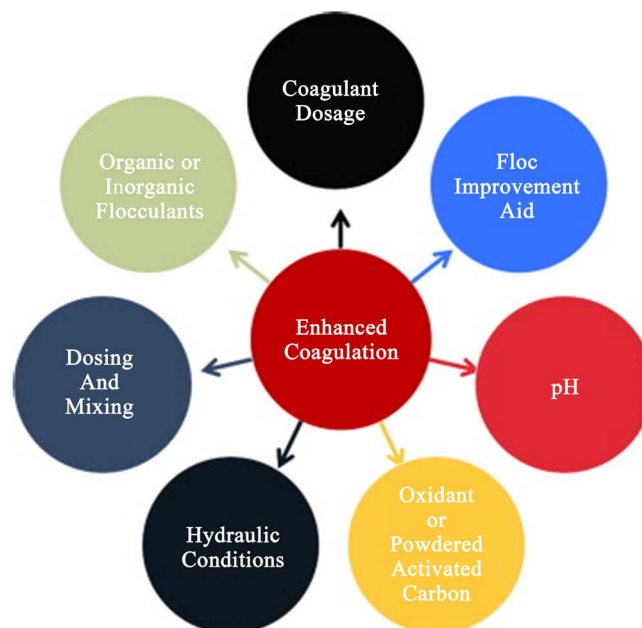 Coagulant
Dosage
Organic or
Inorganic
Flocculants
Floc
Improvement
Aid
Enhanced
Coagulation
Dosing
And
Mixing
pH
Hydraulic
Conditions
Oxidant
or
Powdered
Activated
Carbon